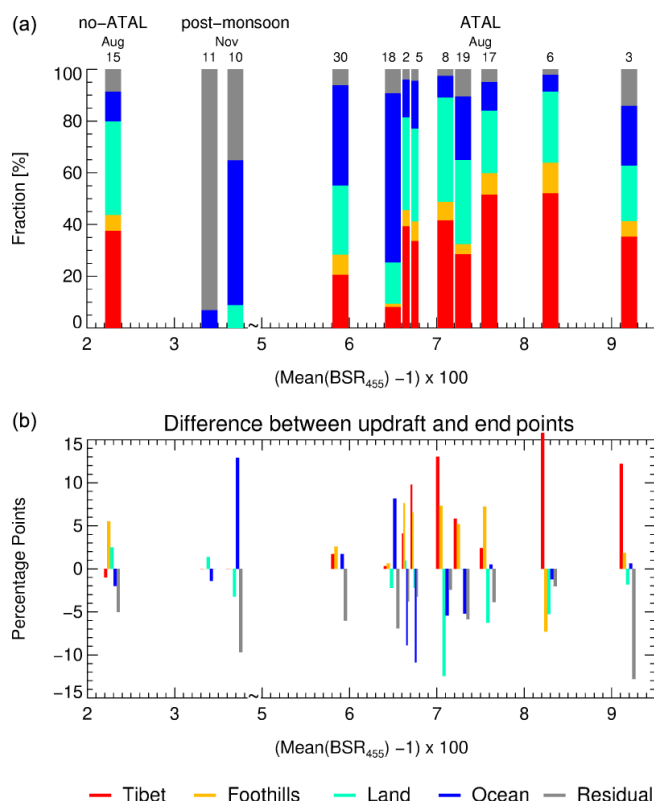 (a)
no-ATAL post-monsoon ATAL
Aug Nov Aug
15 11 10 30 18 2 5 8 19 17 6 3
100
80
60
40
20
0
Fraction [%]
~
2 3 4 5 6 7 8 9
(Mean(BSR455) −1) x 100
(b)
Difference between updraft and end points
15
10
5
0
−5
−10
−15
Percentage Points
~
2 3 4 5 6 7 8 9
(Mean(BSR455) −1) x 100
Tibet Foothills Land Ocean Residual